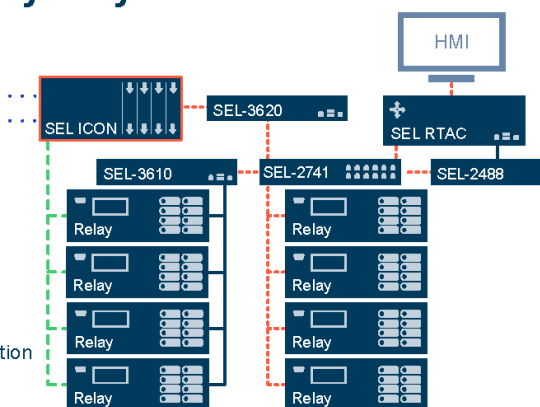 HMI
SEL ICON
SEL-3620
SEL RTAC
SEL-3610
SEL-2741
SEL-2488
Relay
Relay
Relay
Relay
Relay
Relay
tion
Relay
Relay